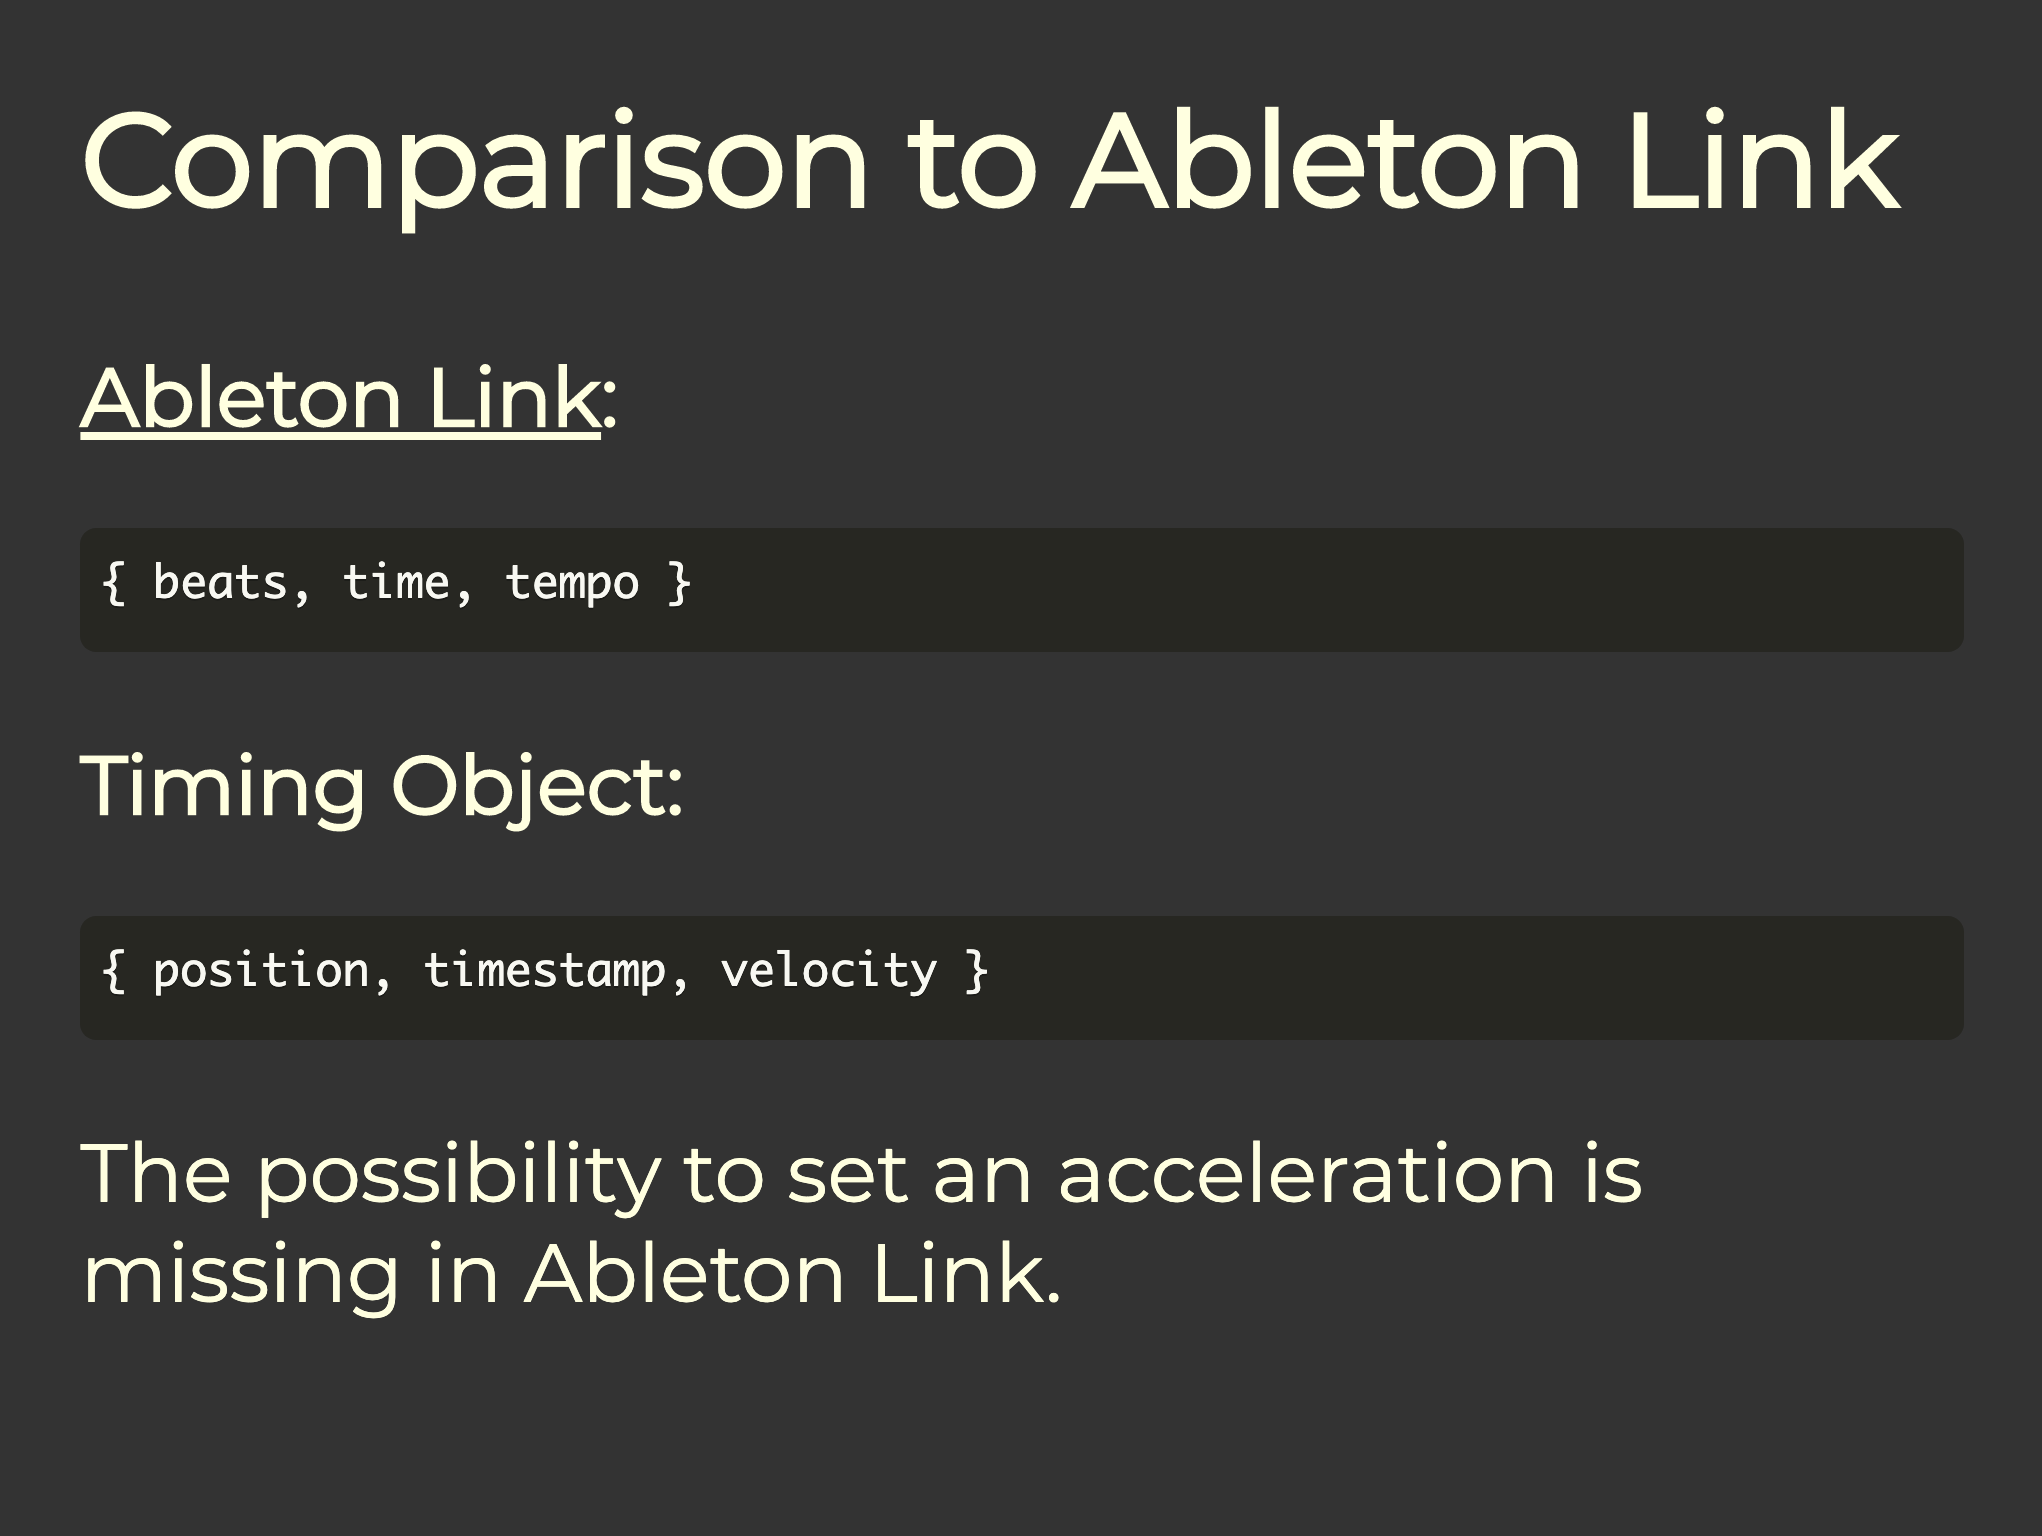 Comparison to Ableton Link
Ableton Link:
{ beats, time, tempo }
Timing Object:
{ position, timestamp, velocity }
The possibility to set an acceleration is
missing in Ableton Link.